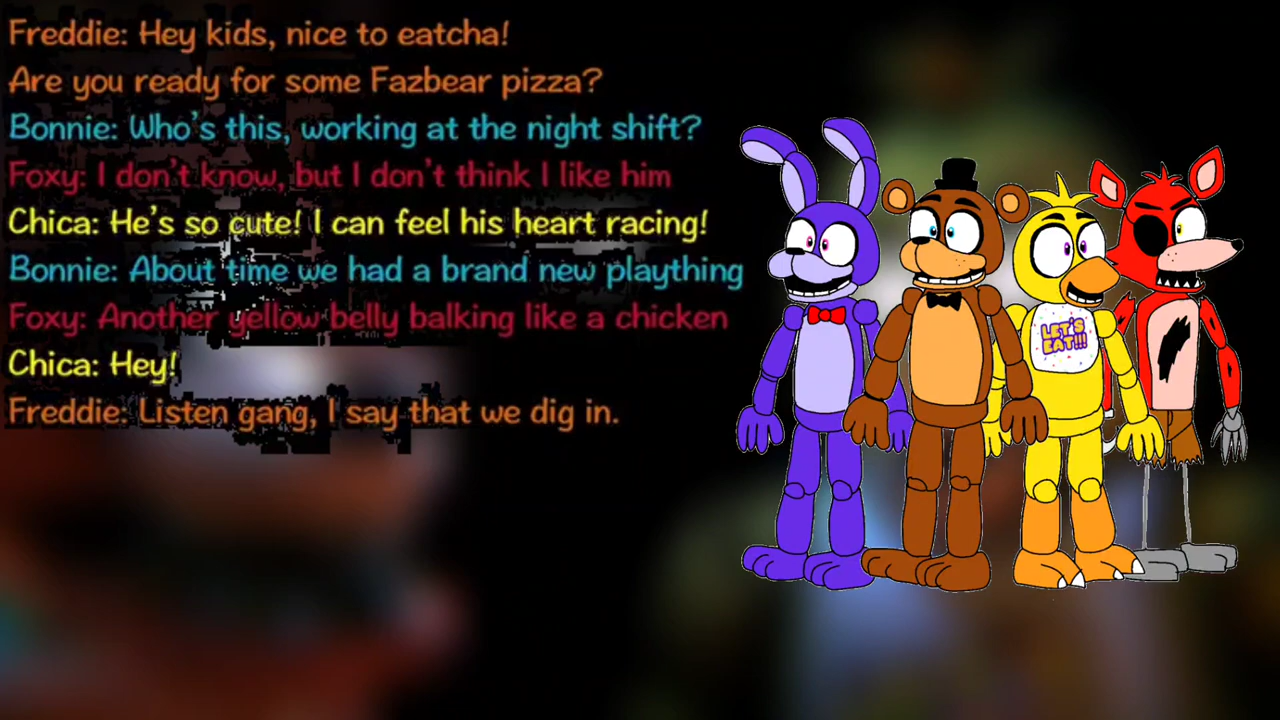 Freddie: Hey kids, nice to eatcha!
Are you ready for some Fazbear pizza?
Bonnie: Who's this, working at the night shift?
Foxy: I don't know, but I don't think I like him
Chica: He's so cute! I can feel his heart racing!
Bonnie: About time we had a brand new plaything
Foxy: Another yellow belly balking like a chicken
Chica: Hey!
Freddie: Listen gang, I say that we dig in.
LET'S
EAT!!!